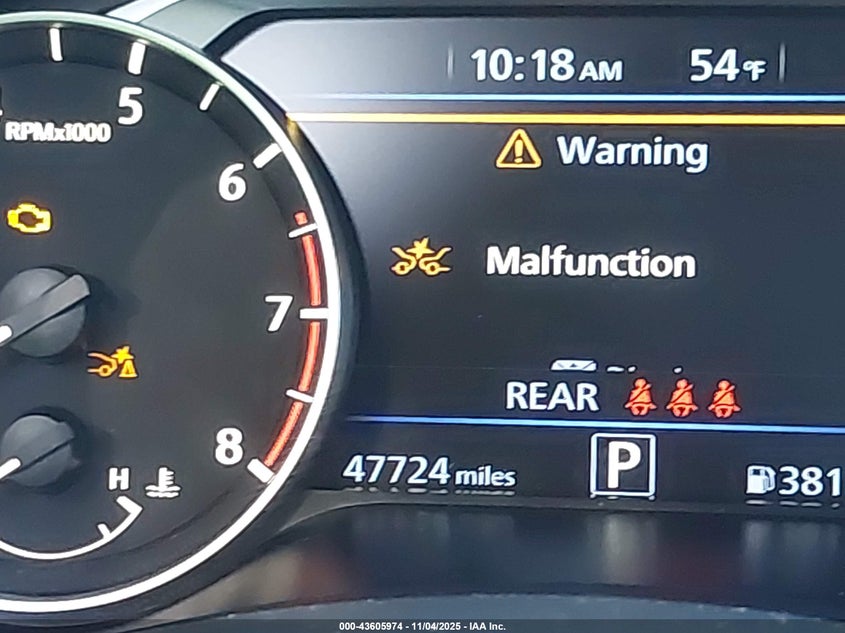 10:18 AM 54°F
5
RPMx1000
Warning
6
Malfunction
7
REAR
8
47724 miles P 381
H
000-43605974 - 11/04/2025 - IAA Inc.